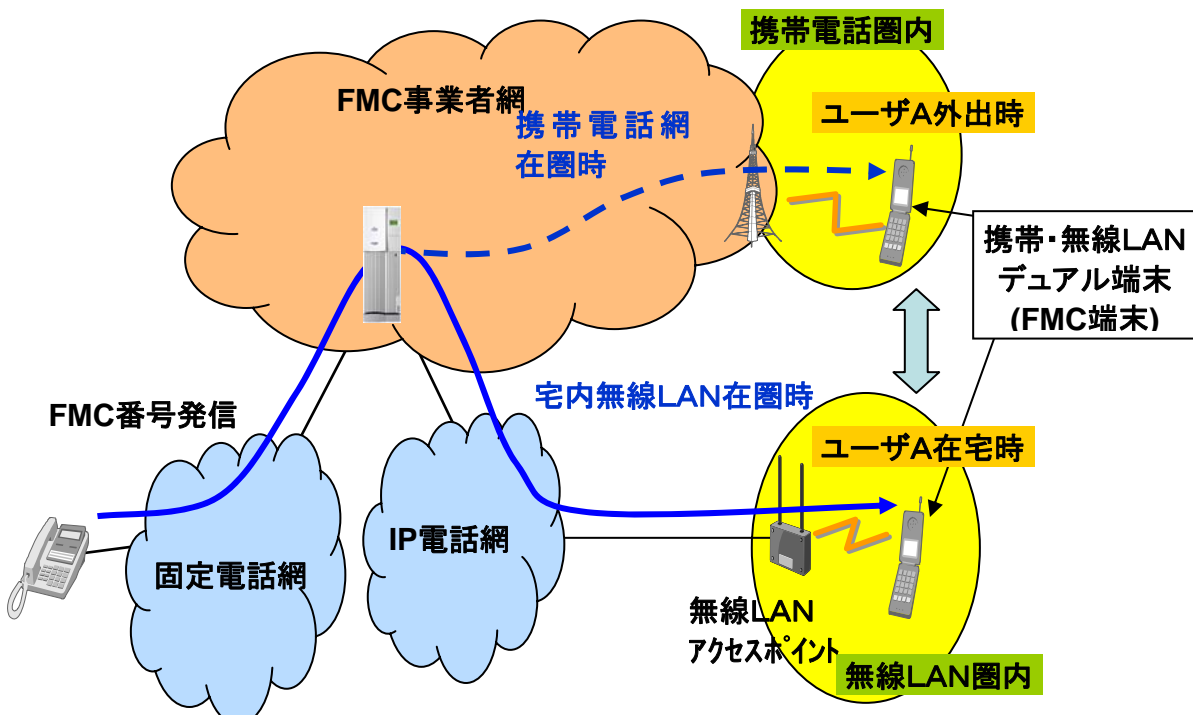 携帯電話圏内
FMC事業者網
携帯電話網
在圏時
ユーザA外出時
携帯・無線LAN
デュアル端末
(FMC端末)
宅内無線LAN在圏時
FMC番号発信
ユーザA在宅時
IP電話網
固定電話網
無線LAN
アクセスポイント
無線LAN圏内